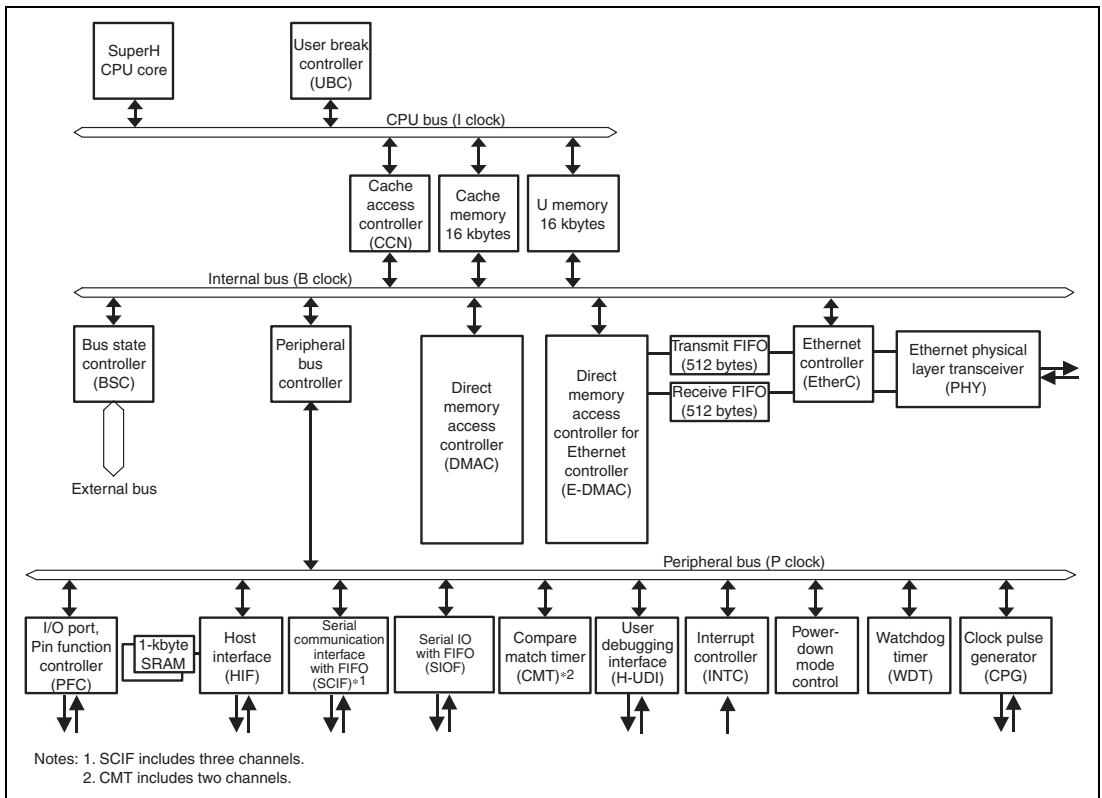 SuperH
CPU core
User break
controller
(UBC)
CPU bus (I clock)
Cache
access
controller
(CCN)
Cache
memory
16 kbytes
U memory
16 kbytes
Internal bus (B clock)
Bus state
controller
(BSC)
Peripheral
bus
controller
Direct
memory
access
controller
(DMAC)
Direct
memory
access
controller for
Ethernet
controller
(E-DMAC)
Transmit FIFO
(512 bytes)
Receive FIFO
(512 bytes)
Ethernet
controller
(EtherC)
Ethernet physical
layer transceiver
(PHY)
External bus
Peripheral bus (P clock)
I/O port,
Pin function
controller
(PFC)
1-kbyte
SRAM
Host
interface
(HIF)
Serial
communication
interface
with FIFO
(SCIF)*1
Serial IO
with FIFO
(SIOF)
Compare
match timer
(CMT)*2
User
debugging
interface
(H-UDI)
Interrupt
controller
(INTC)
Power-
down
mode
control
Watchdog
timer
(WDT)
Clock pulse
generator
(CPG)
Notes: 1. SCIF includes three channels.
2. CMT includes two channels.